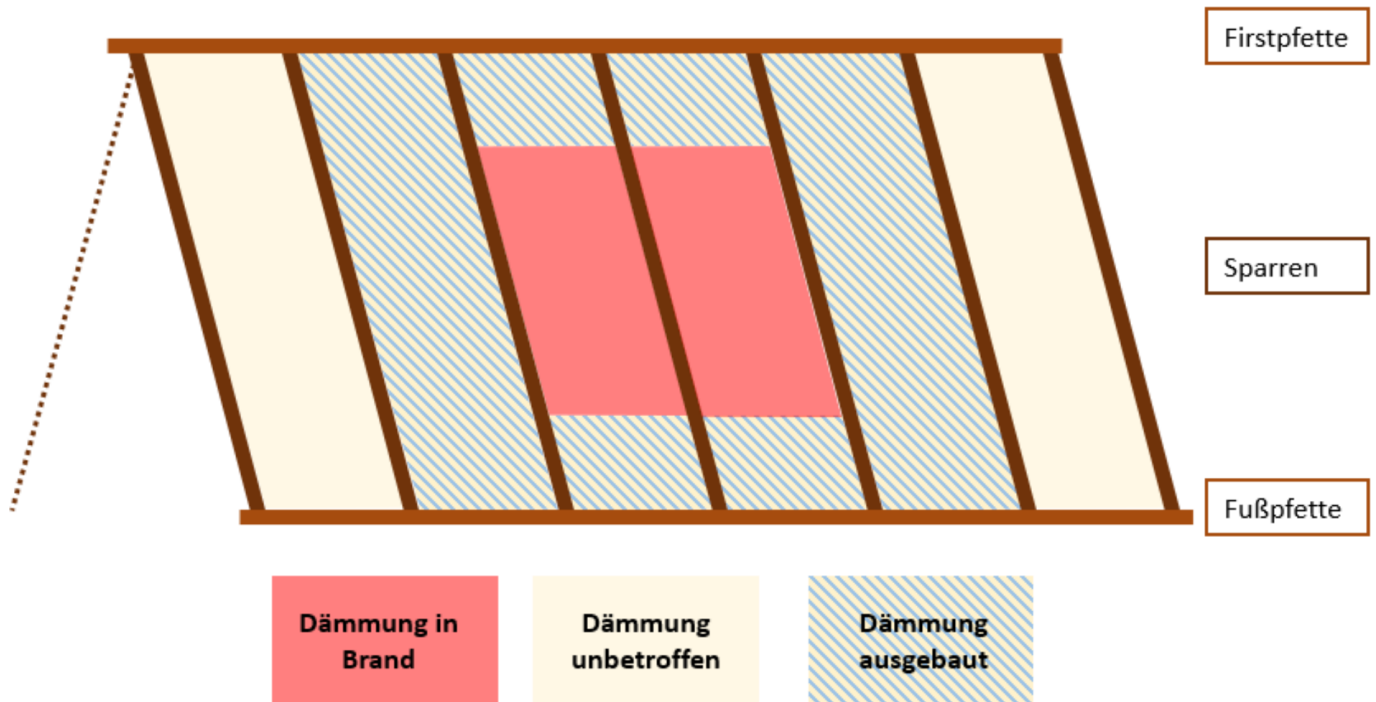 Firstpfette
Sparren
Fußpfette
Dämmung in
Brand
Dämmung
unbetroffen
Dämmung
ausgebaut